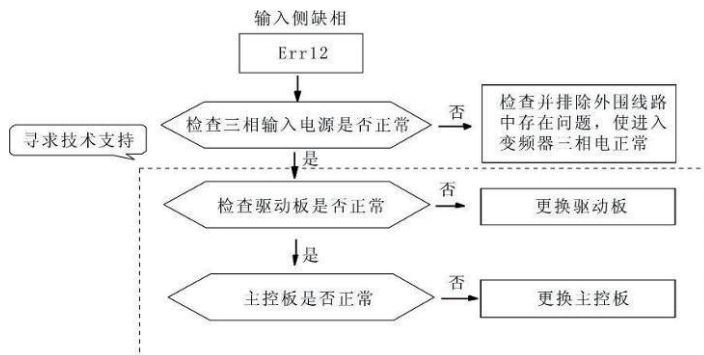 输入侧缺相
Err12
检查三相输入电源是否正常
否
检查并排除外围线路
中存在问题，使进入
变频器三相电正常
寻求技术支持
是
检查驱动板是否正常
否
更换驱动板
是
主控板是否正常
否
更换主控板